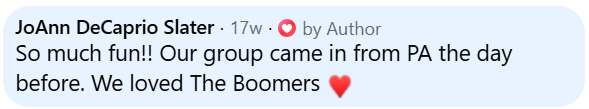 JoAnn DeCaprio Slater · 17w · by Author
So much fun!! Our group came in from PA the day
before. We loved The Boomers ❤️